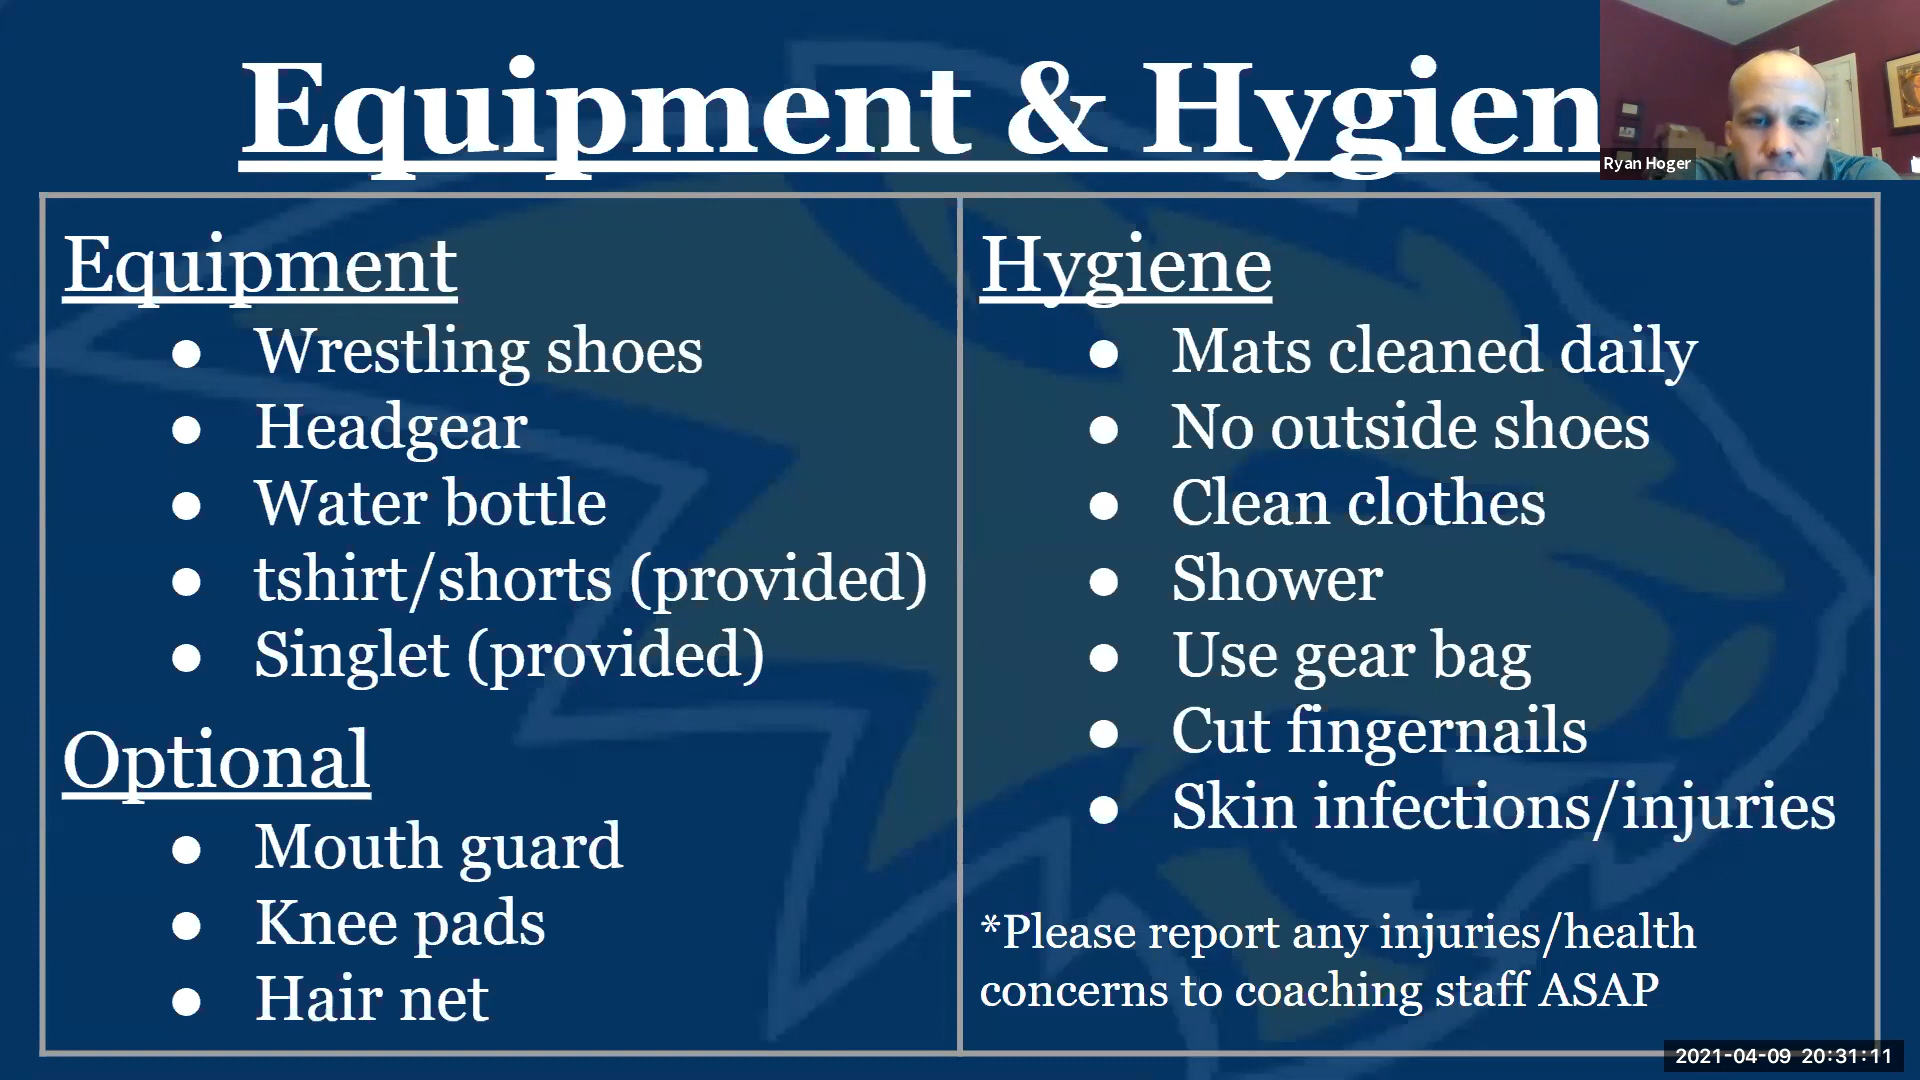 Equipment & Hygien
Ryan Hoger
Equipment
● Wrestling shoes
● Headgear
● Water bottle
● tshirt/shorts (provided)
● Singlet (provided)
Optional
● Mouth guard
● Knee pads
● Hair net
Hygiene
● Mats cleaned daily
● No outside shoes
● Clean clothes
● Shower
● Use gear bag
● Cut fingernails
● Skin infections/injuries
*Please report any injuries/health
concerns to coaching staff ASAP
2021-04-09 20:31:11